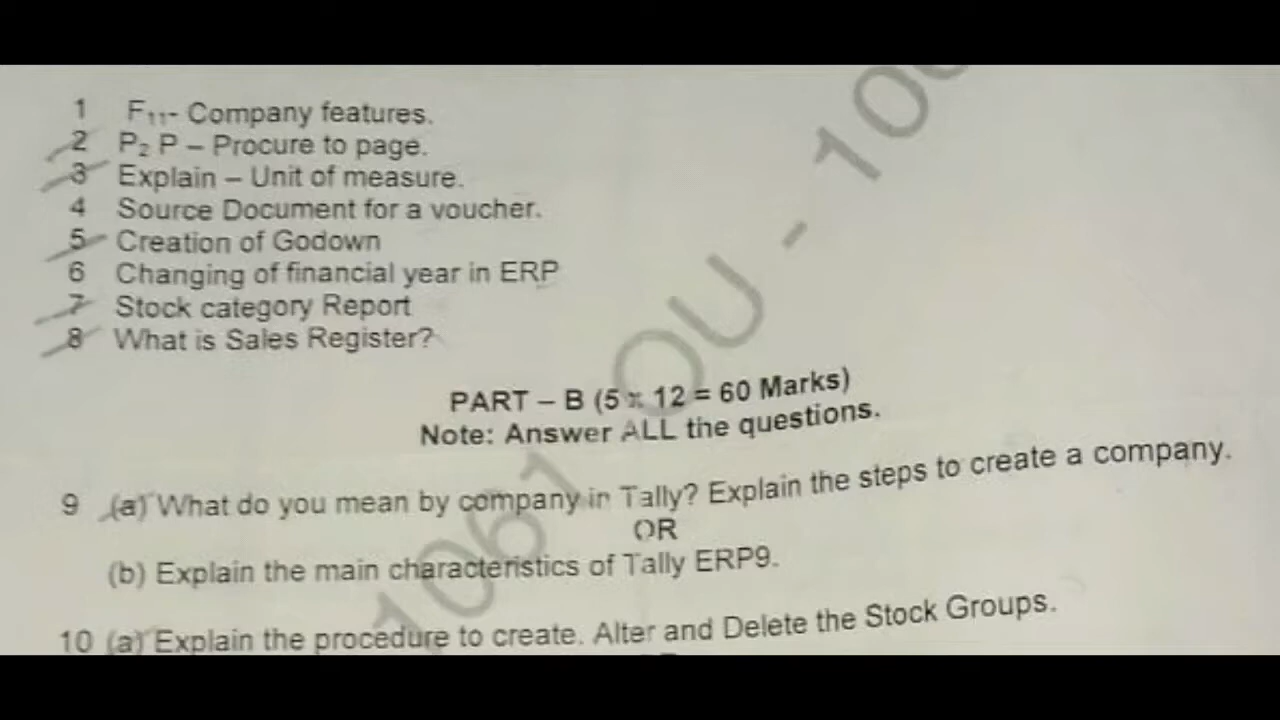 1 F11- Company features.
2 P2 P – Procure to page.
3 Explain – Unit of measure.
4 Source Document for a voucher.
5 Creation of Godown
6 Changing of financial year in ERP
7 Stock category Report
8 What is Sales Register?
PART – B (5 x 12 = 60 Marks)
Note: Answer ALL the questions.
9 (a) What do you mean by company in Tally? Explain the steps to create a company.
OR
(b) Explain the main characteristics of Tally ERP9.
10 (a) Explain the procedure to create. Alter and Delete the Stock Groups.
1061 OU - 106